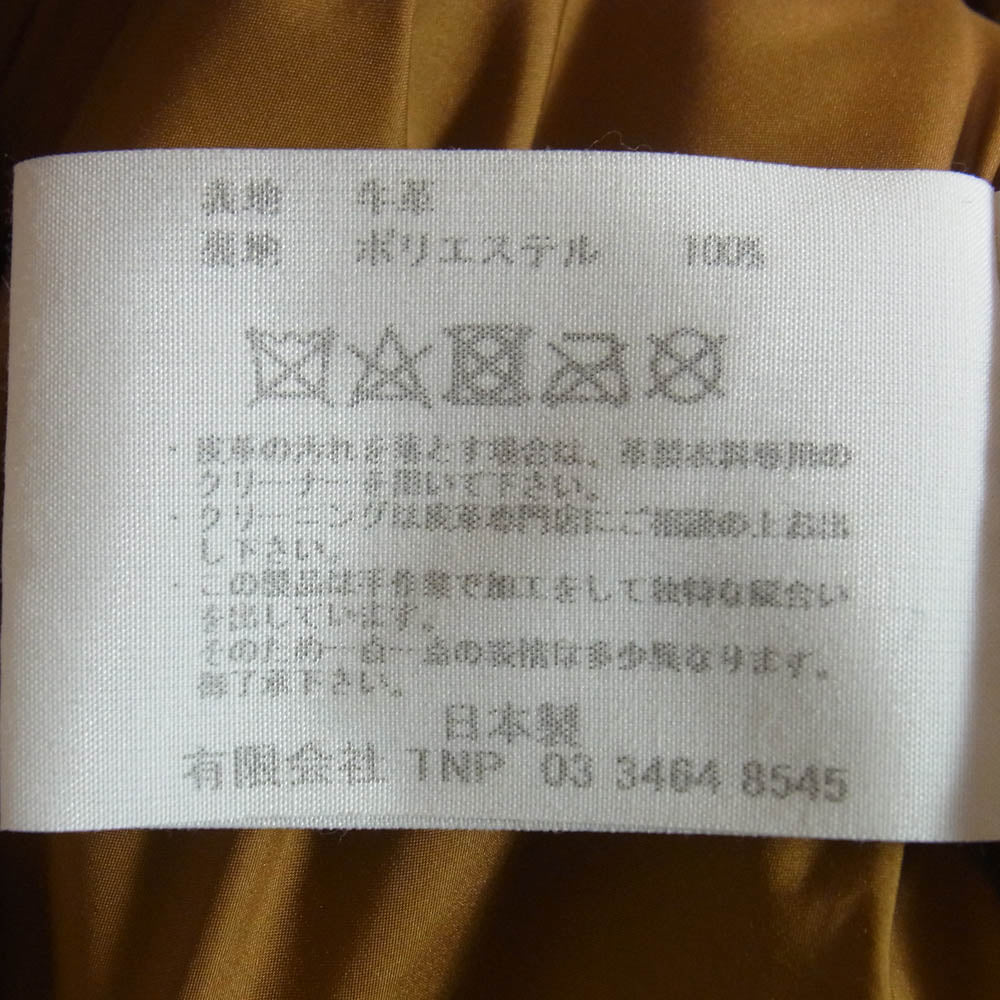 表地 牛革
裏地 ポリエステル 100%
・皮革の汚れを落とす場合は、革製衣料専用の
クリーナーを用いて下さい。
・クリーニングは皮革専門店にご相談の上お出
し下さい。
・この製品は手作業で加工をして独特な風合い
を出しています。
そのため一点一点の表情は多少異なります。
御了承下さい。
日本製
有限会社 TNP 03 3464 8545